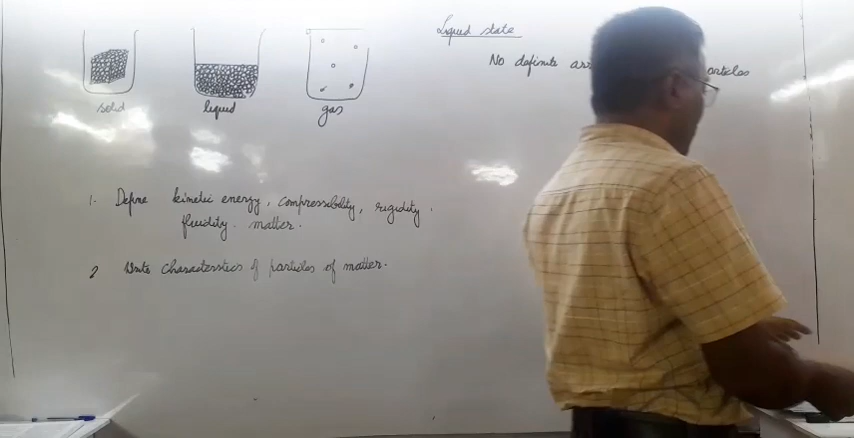 solid
liquid
gas
1. Define kinetic energy, compressibility, rigidity.
fluidity. matter.
2 Write characteristics of particles of matter.
Liquid state
No definite